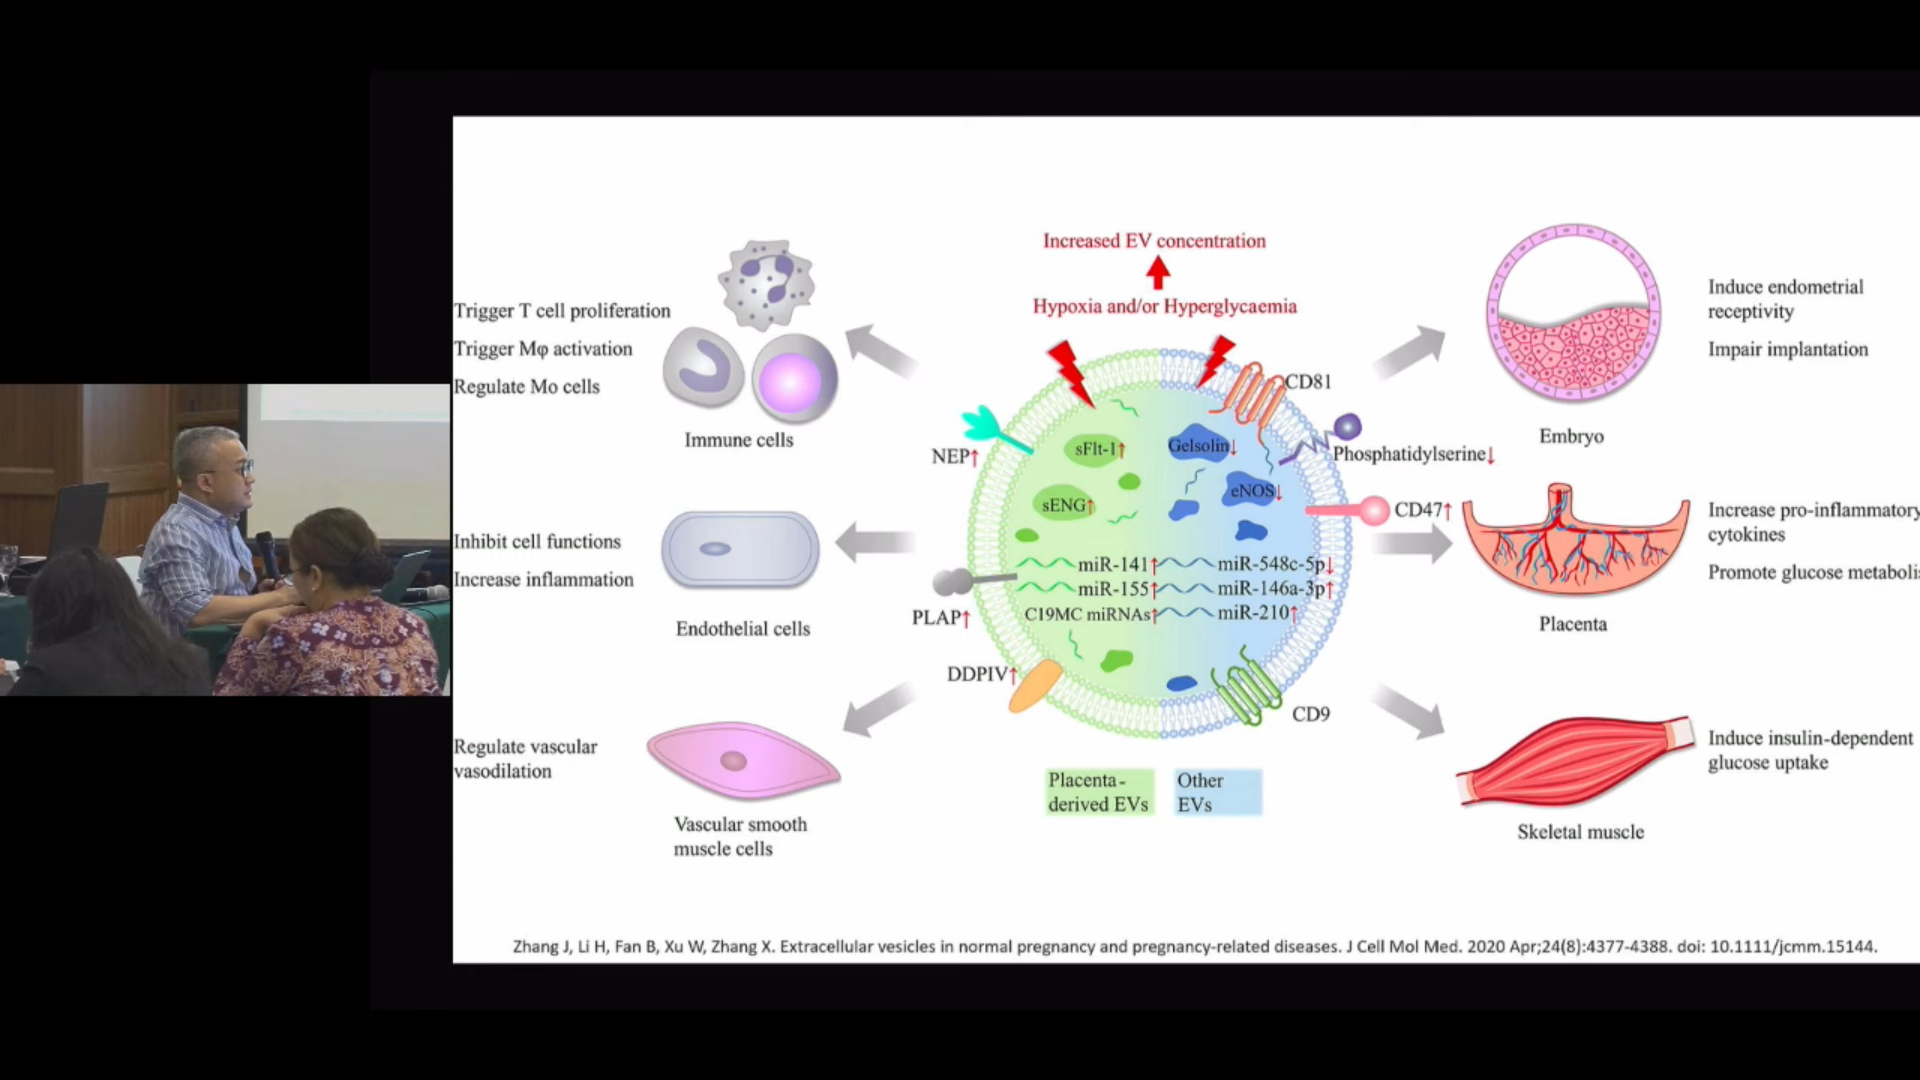 Increased EV concentration
Hypoxia and/or Hyperglycaemia
Trigger T cell proliferation
Trigger Mφ activation
Regulate Mo cells
Immune cells
Inhibit cell functions
Increase inflammation
Endothelial cells
Regulate vascular
vasodilation
Vascular smooth
muscle cells
CD81
NEP↑
sFlt-1↑
Gelsolin↓
Phosphatidylserine↓
sENG↑
eNOS↓
CD47↑
miR-141↑
miR-548c-5p↓
miR-155↑
miR-146a-3p↑
C19MC miRNAs↑
miR-210↑
PLAP↑
DDPIV↑
CD9
Placenta-
derived EVs
Other
EVs
Induce endometrial
receptivity
Impair implantation
Embryo
Increase pro-inflammatory
cytokines
Promote glucose metabolis
Placenta
Induce insulin-dependent
glucose uptake
Skeletal muscle
Zhang J, Li H, Fan B, Xu W, Zhang X. Extracellular vesicles in normal pregnancy and pregnancy-related diseases. J Cell Mol Med. 2020 Apr;24(8):4377-4388. doi: 10.1111/jcmm.15144.